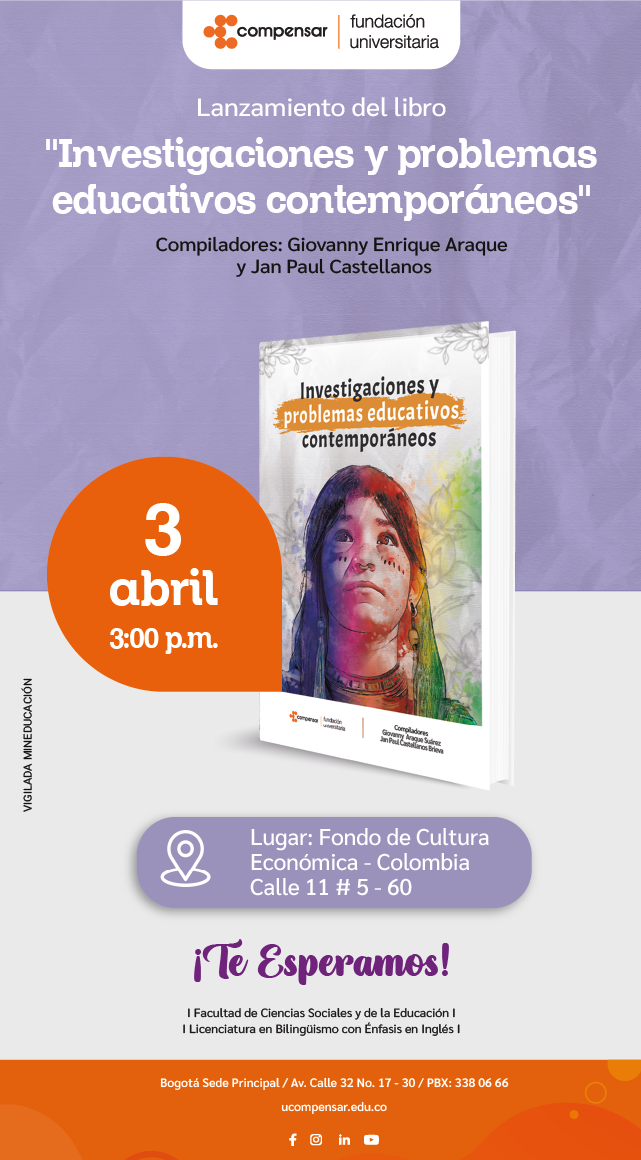 compensar
fundación
universitaria
Lanzamiento del libro
"Investigaciones y problemas
educativos contemporáneos"
Compiladores: Giovanny Enrique Araque
y Jan Paul Castellanos
Investigaciones y
problemas educativos
contemporáneos
3
abril
3:00 p.m.
compensar
fundación
universitaria
Compiladores
Giovanny Araque Suárez
Jan Paul Castellanos Brieva
VIGILADA MINEDUCACIÓN
Lugar: Fondo de Cultura
Económica - Colombia
Calle 11 # 5 - 60
¡Te Esperamos!
I Facultad de Ciencias Sociales y de la Educación I
I Licenciatura en Bilingüismo con Énfasis en Inglés I
Bogotá Sede Principal / Av. Calle 32 No. 17 - 30 / PBX: 338 06 66
ucompensar.edu.co